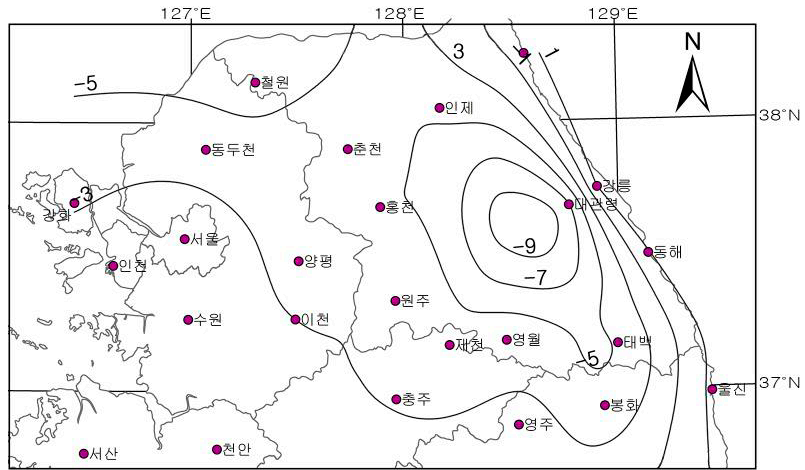 127°E 128°E 129°E
3
1
N
-5
철원
인제
38°N
동두천
춘천
강릉
-3
대관령
강화
홍천
서울
-9
동해
양평
인천
-7
원주
수원
이천
영월
태백
제천
-5
37°N
울진
충주
봉화
영주
천안
서산